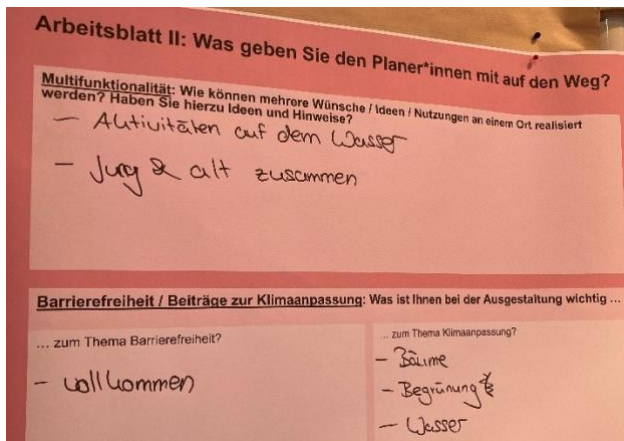 Arbeitsblatt II: Was geben Sie den Planer*innen mit auf den Weg?
Multifunktionalität: Wie können mehrere Wünsche / Ideen / Nutzungen an einem Ort realisiert
werden? Haben Sie hierzu Ideen und Hinweise?
– Aktivitäten auf dem Wasser
– Jung & alt zusammen
Barrierefreiheit / Beiträge zur Klimaanpassung: Was ist Ihnen bei der Ausgestaltung wichtig ...
... zum Thema Barrierefreiheit?
– vollkommen
... zum Thema Klimaanpassung?
– Bäume
– Begrünung
– Wasser